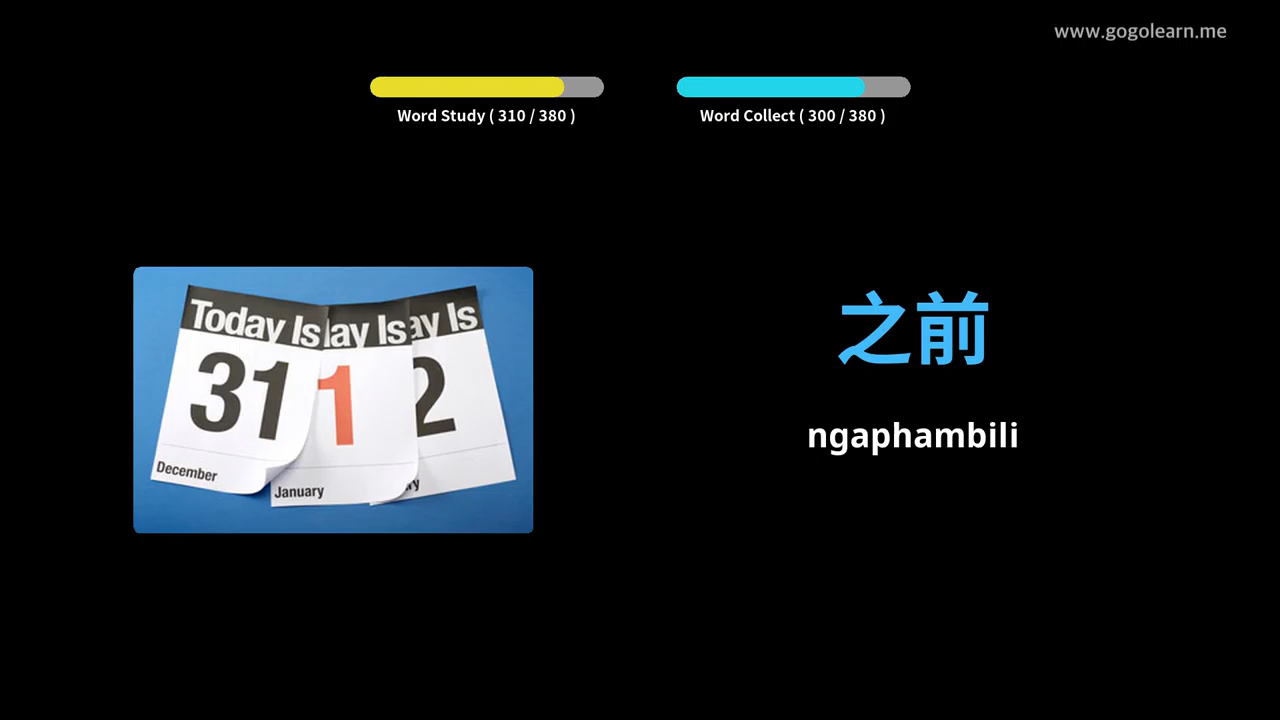 www.gogolearn.me
Word Study ( 310 / 380 )
Word Collect ( 300 / 380 )
Today Is
31
December
ay Is
1
January
ay Is
2
ry
之前
ngaphambili